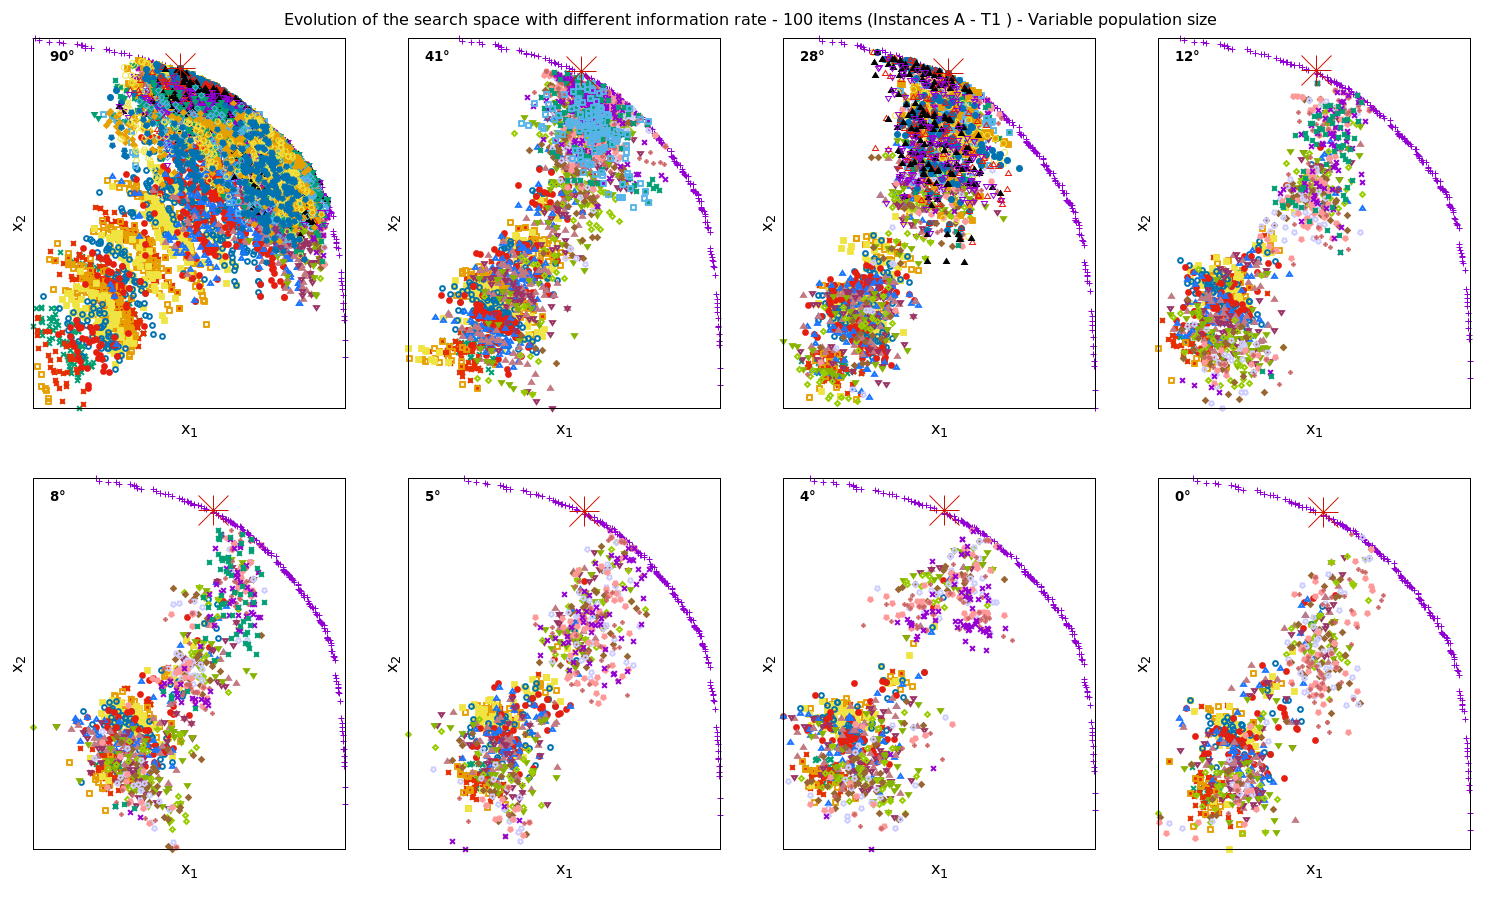 Evolution of the search space with different information rate - 100 items (Instances A - T1 ) - Variable population size
90°
41°
28°
12°
x₂
x₂
x₂
x₂
x₁
x₁
x₁
x₁
8°
5°
4°
0°
x₂
x₂
x₂
x₂
x₁
x₁
x₁
x₁